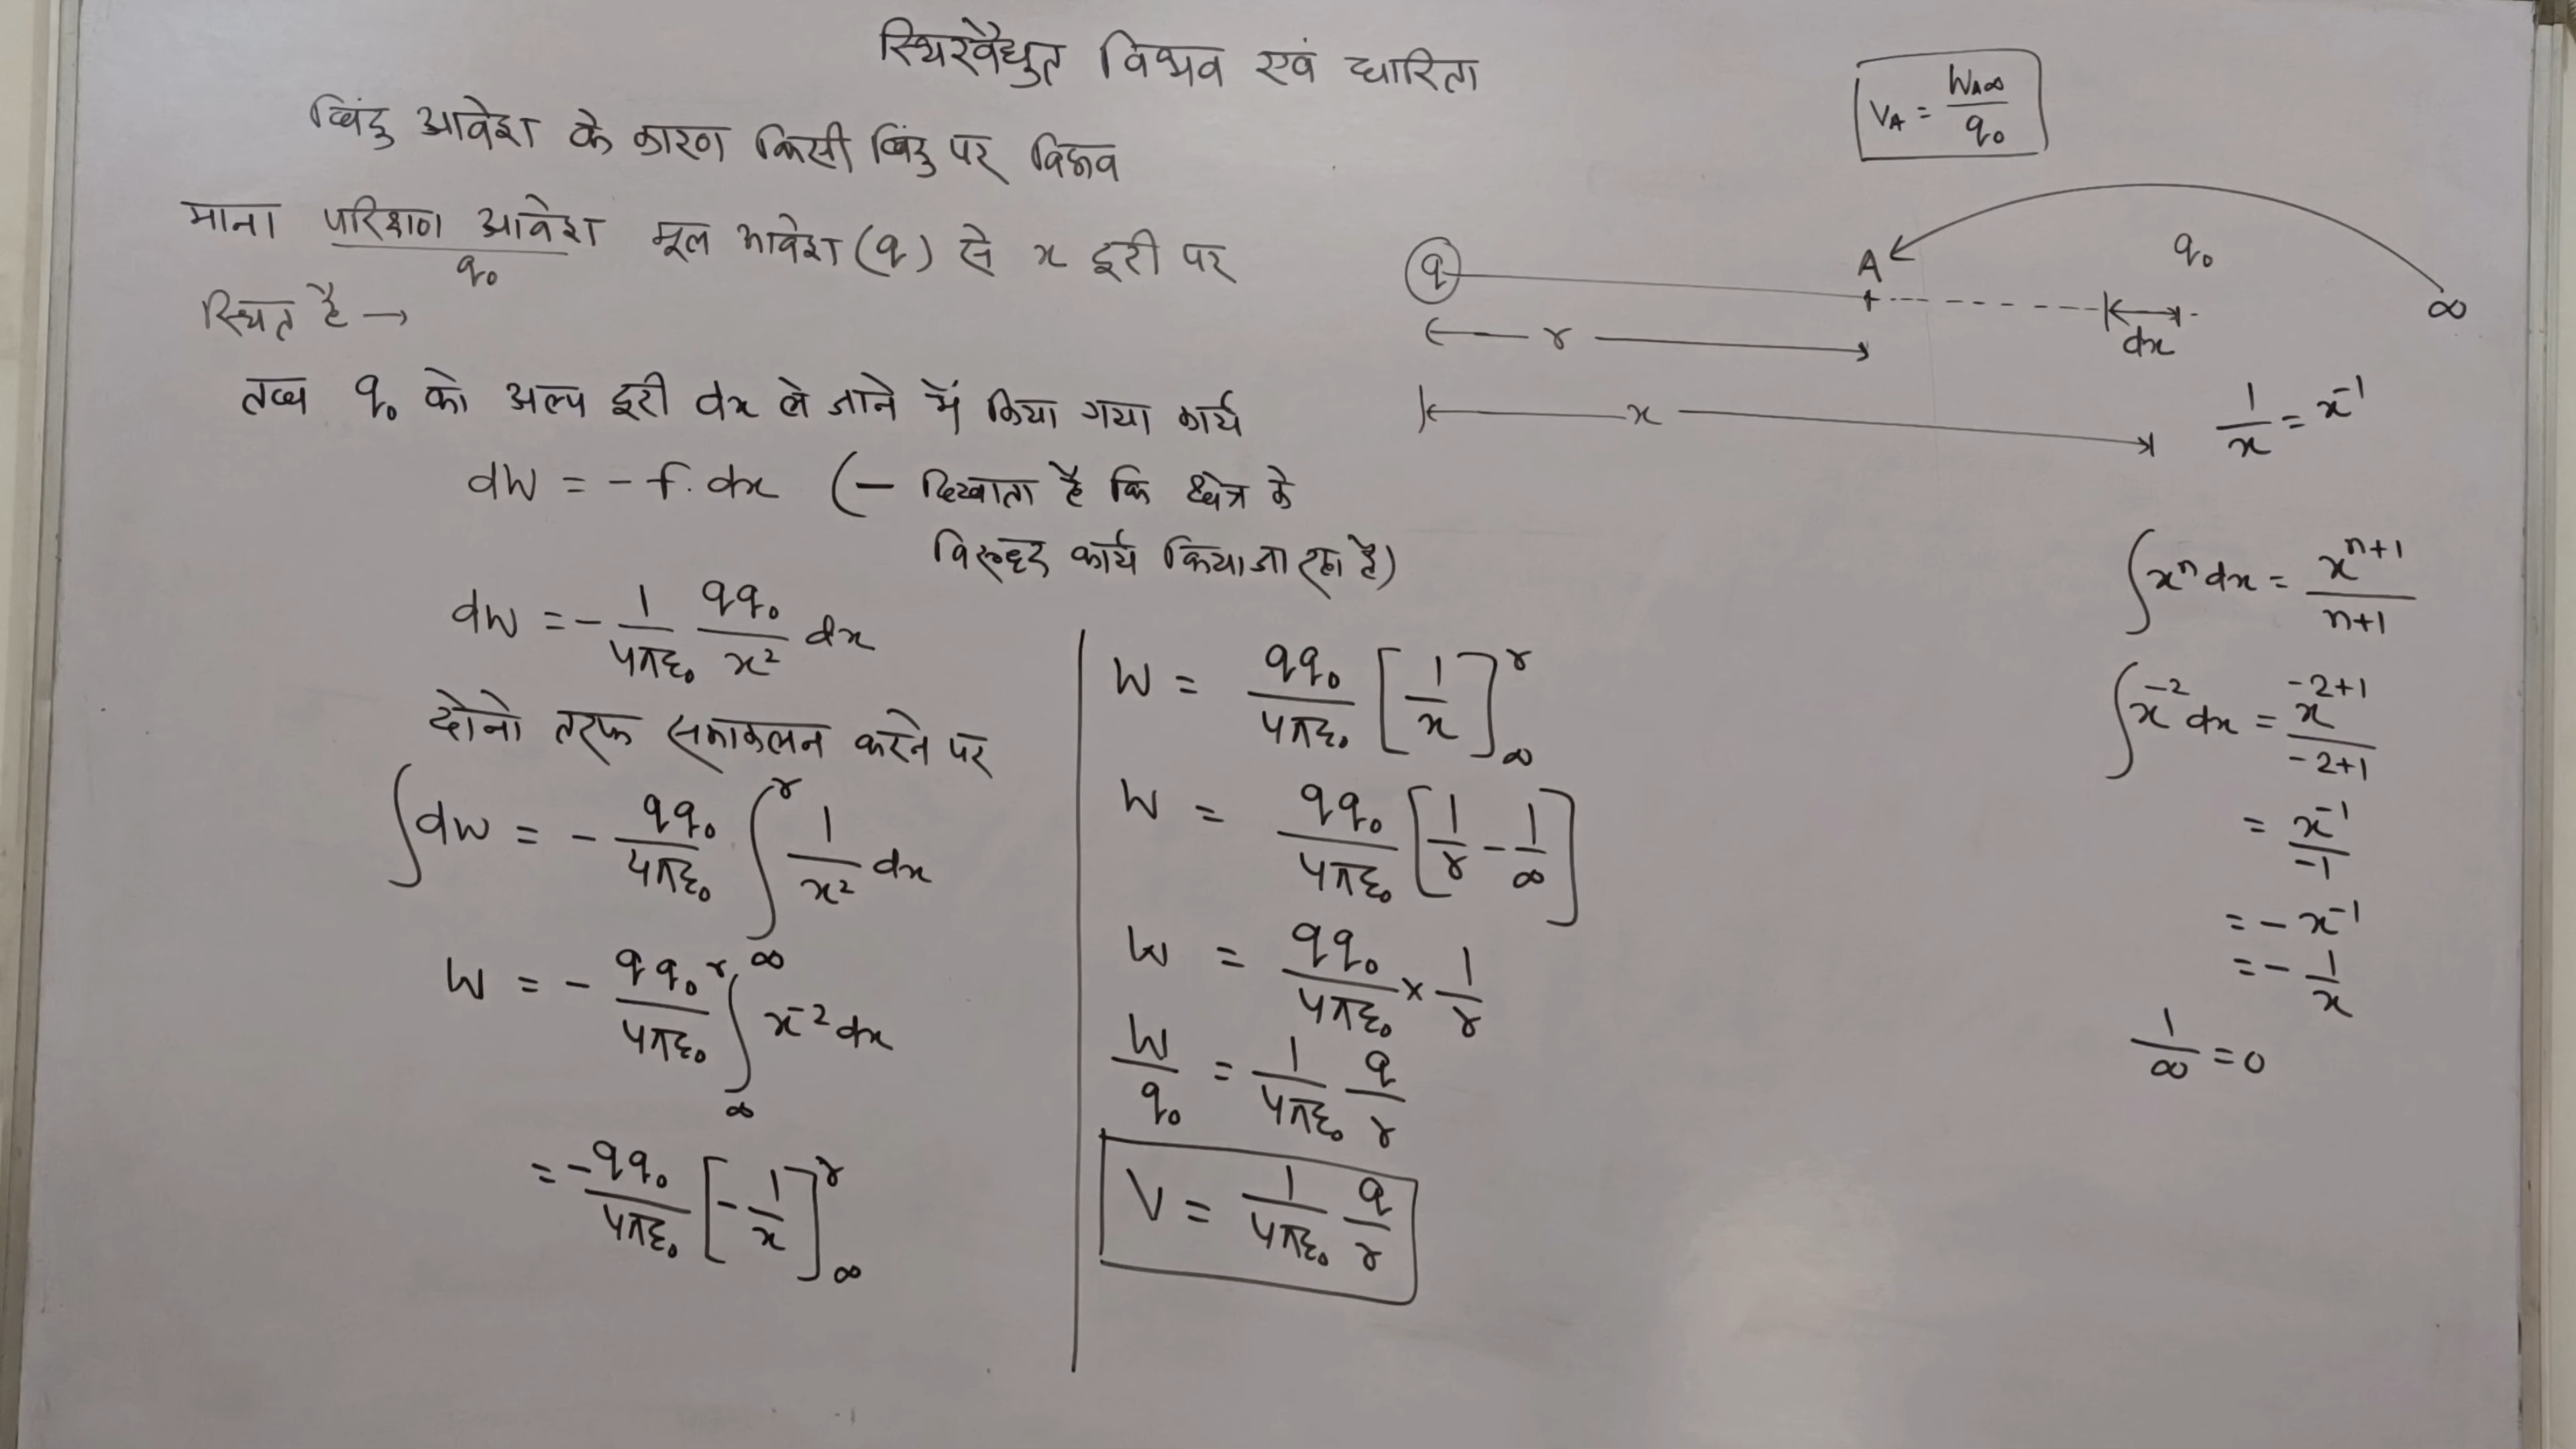 स्थिरवैद्युत विभव एवं धारिता
बिंदु आवेश के कारण किसी बिंदु पर विभव
माना परिक्षण आवेश मूल आवेश (q) से x दूरी पर
q₀
स्थित है →
तब्ध q₀ को अल्प दूरी dx ले जाने में किया गया कार्य
dW = - f. dx (- दिखाता है कि क्षेत्र के
विरुद्ध कार्य किया जा रहा है)
dW = - 1/4πε₀ qq₀/x² dx
दोनो तरफ समाकलन करने पर
∫dW = - qq₀/4πε₀ ∫_∞^r 1/x² dx
W = - qq₀/4πε₀ ∫_∞^r x⁻² dx
= - qq₀/4πε₀ [- 1/x]_∞^r
W = qq₀/4πε₀ [1/x]_∞^r
W = qq₀/4πε₀ [1/r - 1/∞]
W = qq₀/4πε₀ × 1/r
W/q₀ = 1/4πε₀ q/r
V = 1/4πε₀ q/r
V_A = W_A∞/q₀
q A q₀ ∞
r dx
x
1/x = x⁻¹
∫xⁿ dx = xⁿ⁺¹/n+1
∫x⁻² dx = x⁻²⁺¹/-2+1
= x⁻¹/-1
= - x⁻¹
= - 1/x
1/∞ = 0